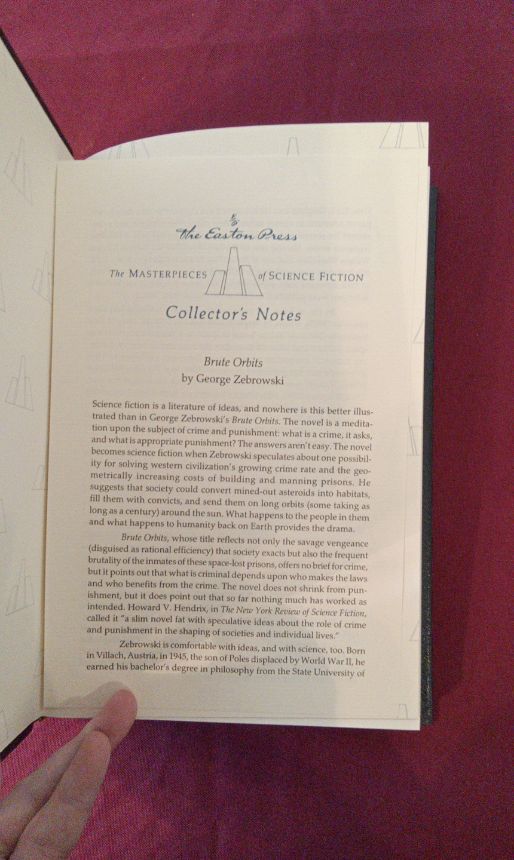 The Easton Press
The MASTERPIECES of SCIENCE FICTION
Collector's Notes
Brute Orbits
by George Zebrowski
Science fiction is a literature of ideas, and nowhere is this better illus-
trated than in George Zebrowski's Brute Orbits. The novel is a medita-
tion upon the subject of crime and punishment: what is a crime, it asks,
and what is appropriate punishment? The answers aren't easy. The novel
becomes science fiction when Zebrowski speculates about one possibil-
ity for solving western civilization's growing crime rate and the geo-
metrically increasing costs of building and manning prisons. He
suggests that society could convert mined-out asteroids into habitats,
fill them with convicts, and send them on long orbits (some taking as
long as a century) around the sun. What happens to the people in them
and what happens to humanity back on Earth provides the drama.
Brute Orbits, whose title reflects not only the savage vengeance
(disguised as rational efficiency) that society exacts but also the frequent
brutality of the inmates of these space-lost prisons, offers no brief for crime,
but it points out that what is criminal depends upon who makes the laws
and who benefits from the crime. The novel does not shrink from pun-
ishment, but it does point out that so far nothing much has worked as
intended. Howard V. Hendrix, in The New York Review of Science Fiction,
called it "a slim novel fat with speculative ideas about the role of crime
and punishment in the shaping of societies and individual lives."
Zebrowski is comfortable with ideas, and with science, too. Born
in Villach, Austria, in 1945, the son of Poles displaced by World War II, he
earned his bachelor's degree in philosophy from the State University of